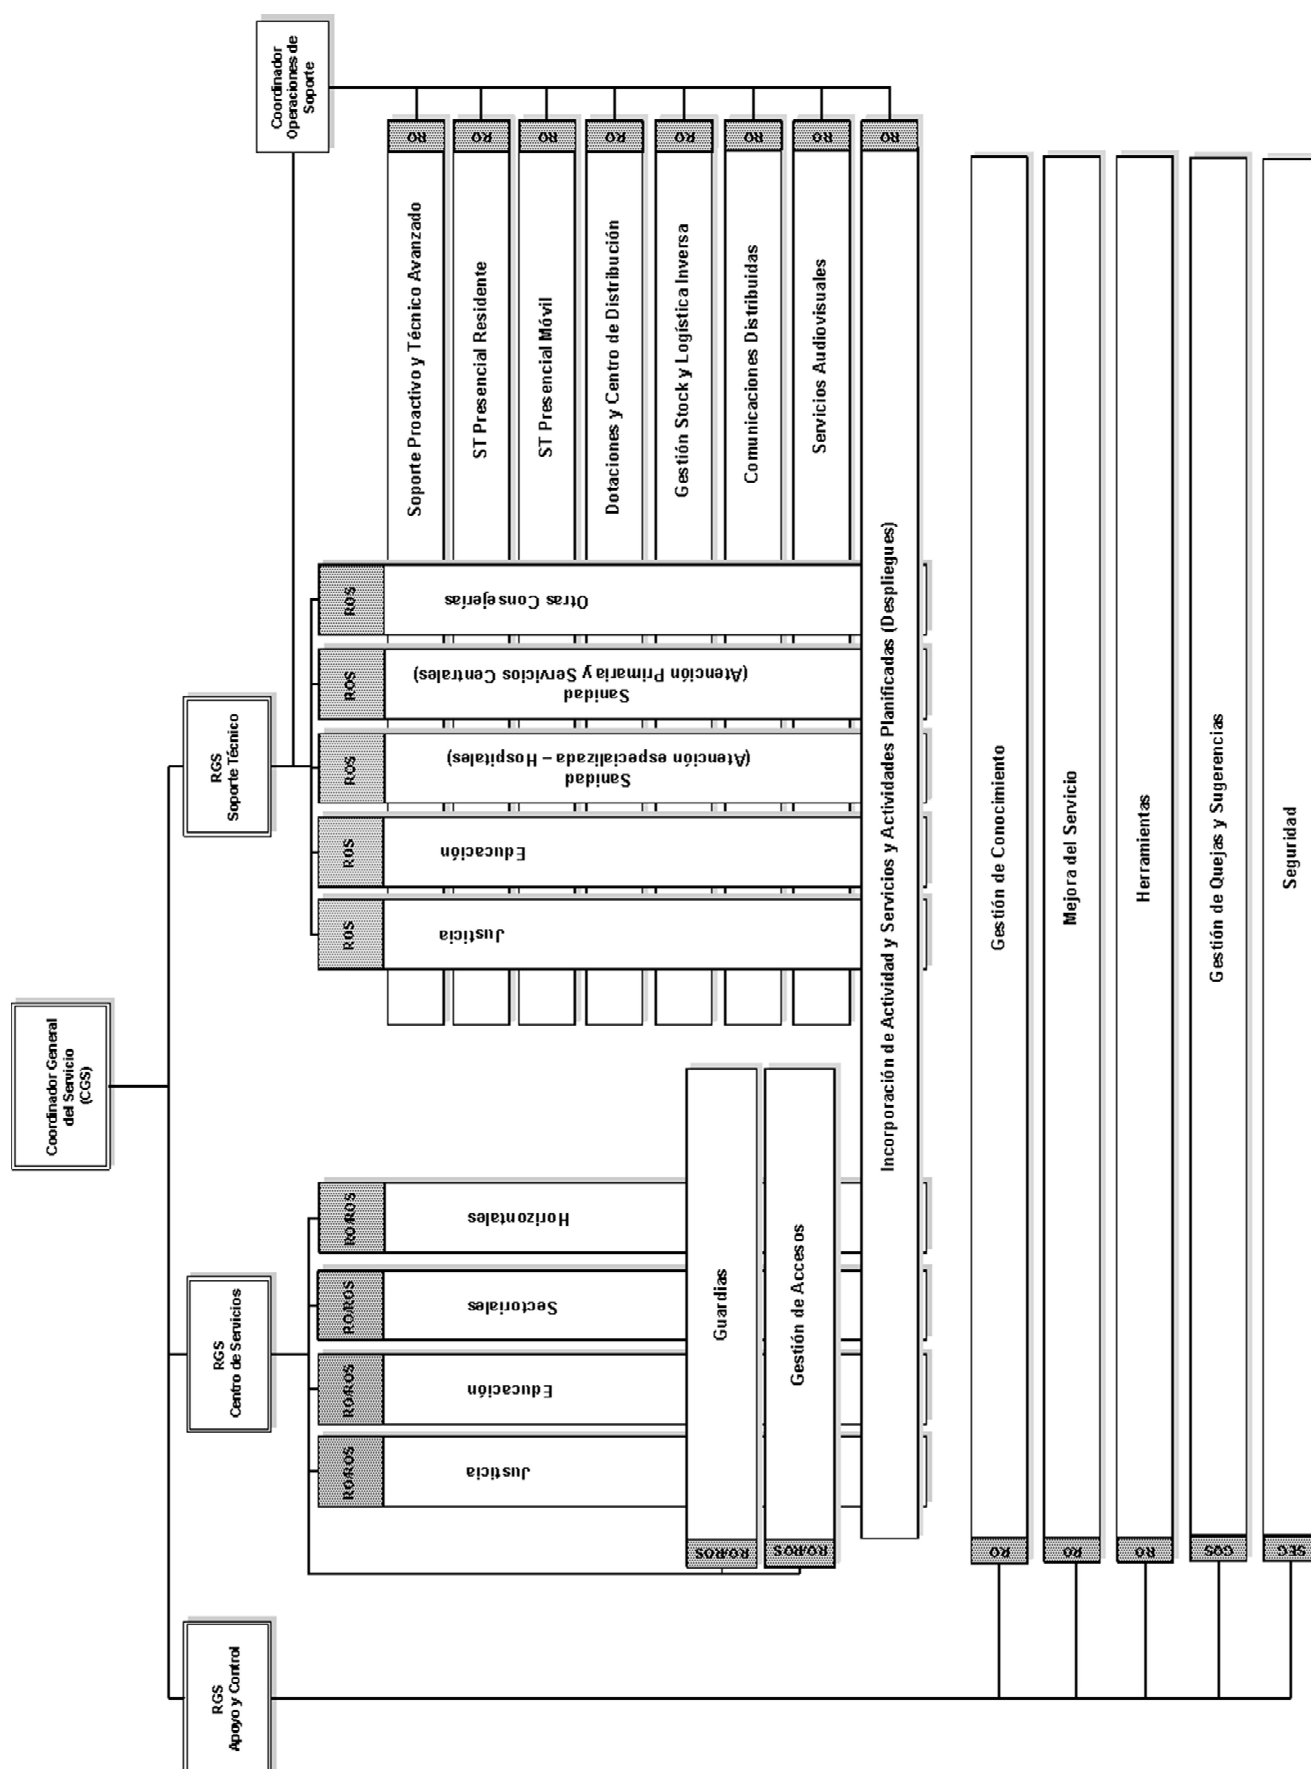 Coordinador General
del Servicio
(CGS)
RGS
Apoyo y Control
RGS
Centro de Servicios
RGS
Soporte Técnico
Coordinador
Operaciones de
Soporte
RO/ROS
Justicia
RO/ROS
Educación
RO/ROS
Sectoriales
RO/ROS
Horizontales
RO/ROS
Guardias
RO/ROS
Gestión de Accesos
ROS
Justicia
ROS
Educación
ROS
Sanidad
(Atención especializada – Hospitales)
ROS
Sanidad
(Atención Primaria y Servicios Centrales)
ROS
Otras Consejerías
Soporte Proactivo y Técnico Avanzado
RO
ST Presencial Residente
RO
ST Presencial Móvil
RO
Dotaciones y Centro de Distribución
RO
Gestión Stock y Logística Inversa
RO
Comunicaciones Distribuidas
RO
Servicios Audiovisuales
RO
Incorporación de Actividad y Servicios y Actividades Planificadas (Despliegues)
RO
RO
Gestión de Conocimiento
RO
Mejora del Servicio
RO
Herramientas
GQS
Gestión de Quejas y Sugerencias
SEG
Seguridad